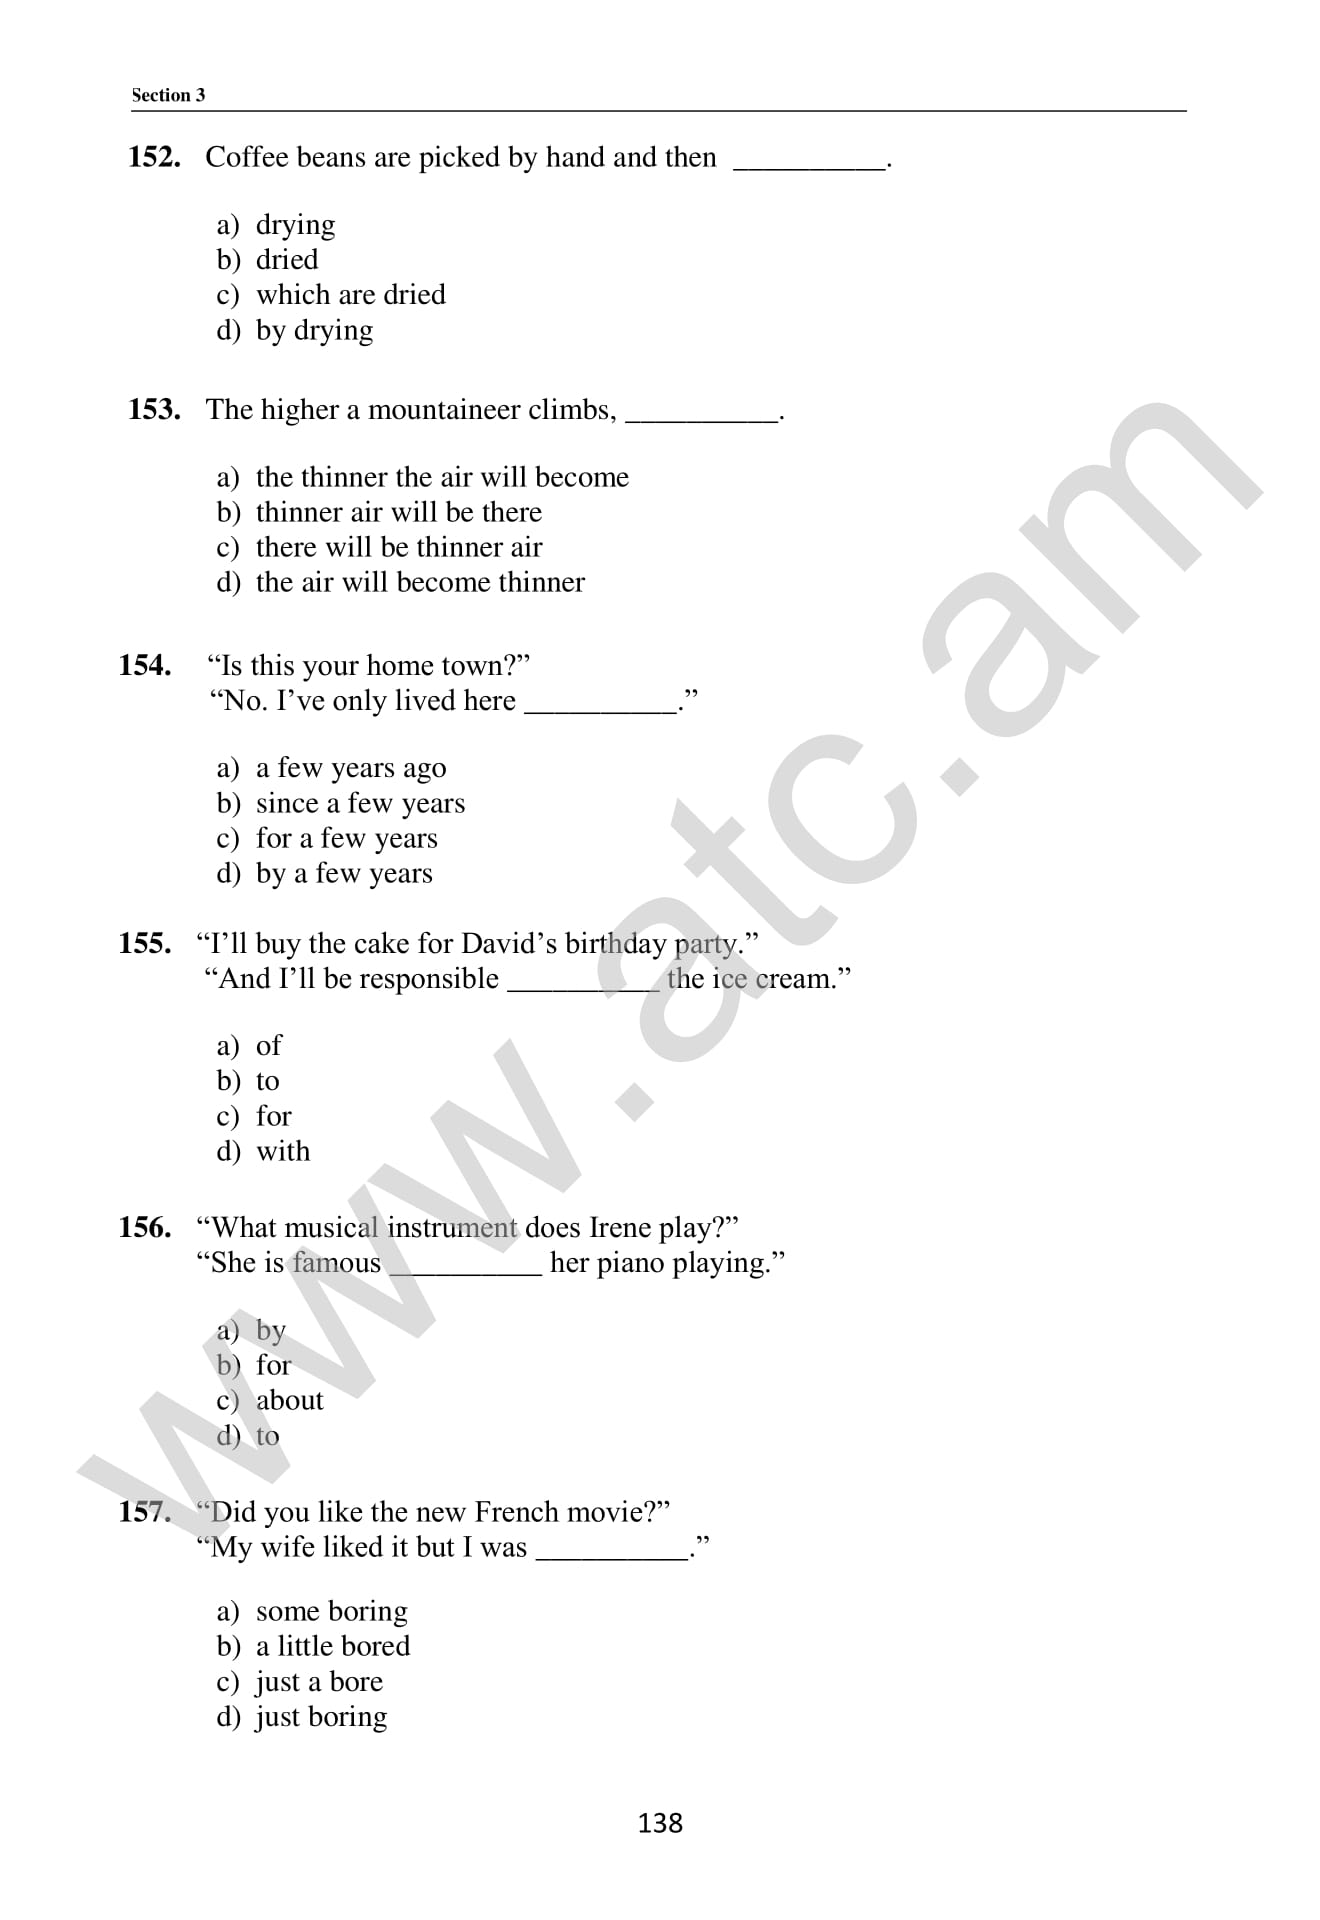 Section 3
152. Coffee beans are picked by hand and then __________.
a) drying
b) dried
c) which are dried
d) by drying
153. The higher a mountaineer climbs, __________.
a) the thinner the air will become
b) thinner air will be there
c) there will be thinner air
d) the air will become thinner
154. “Is this your home town?”
“No. I’ve only lived here __________.”
a) a few years ago
b) since a few years
c) for a few years
d) by a few years
155. “I’ll buy the cake for David’s birthday party.”
“And I’ll be responsible __________ the ice cream.”
a) of
b) to
c) for
d) with
156. “What musical instrument does Irene play?”
“She is famous __________ her piano playing.”
a) by
b) for
c) about
d) to
157. “Did you like the new French movie?”
“My wife liked it but I was __________.”
a) some boring
b) a little bored
c) just a bore
d) just boring
138
www.atc.am